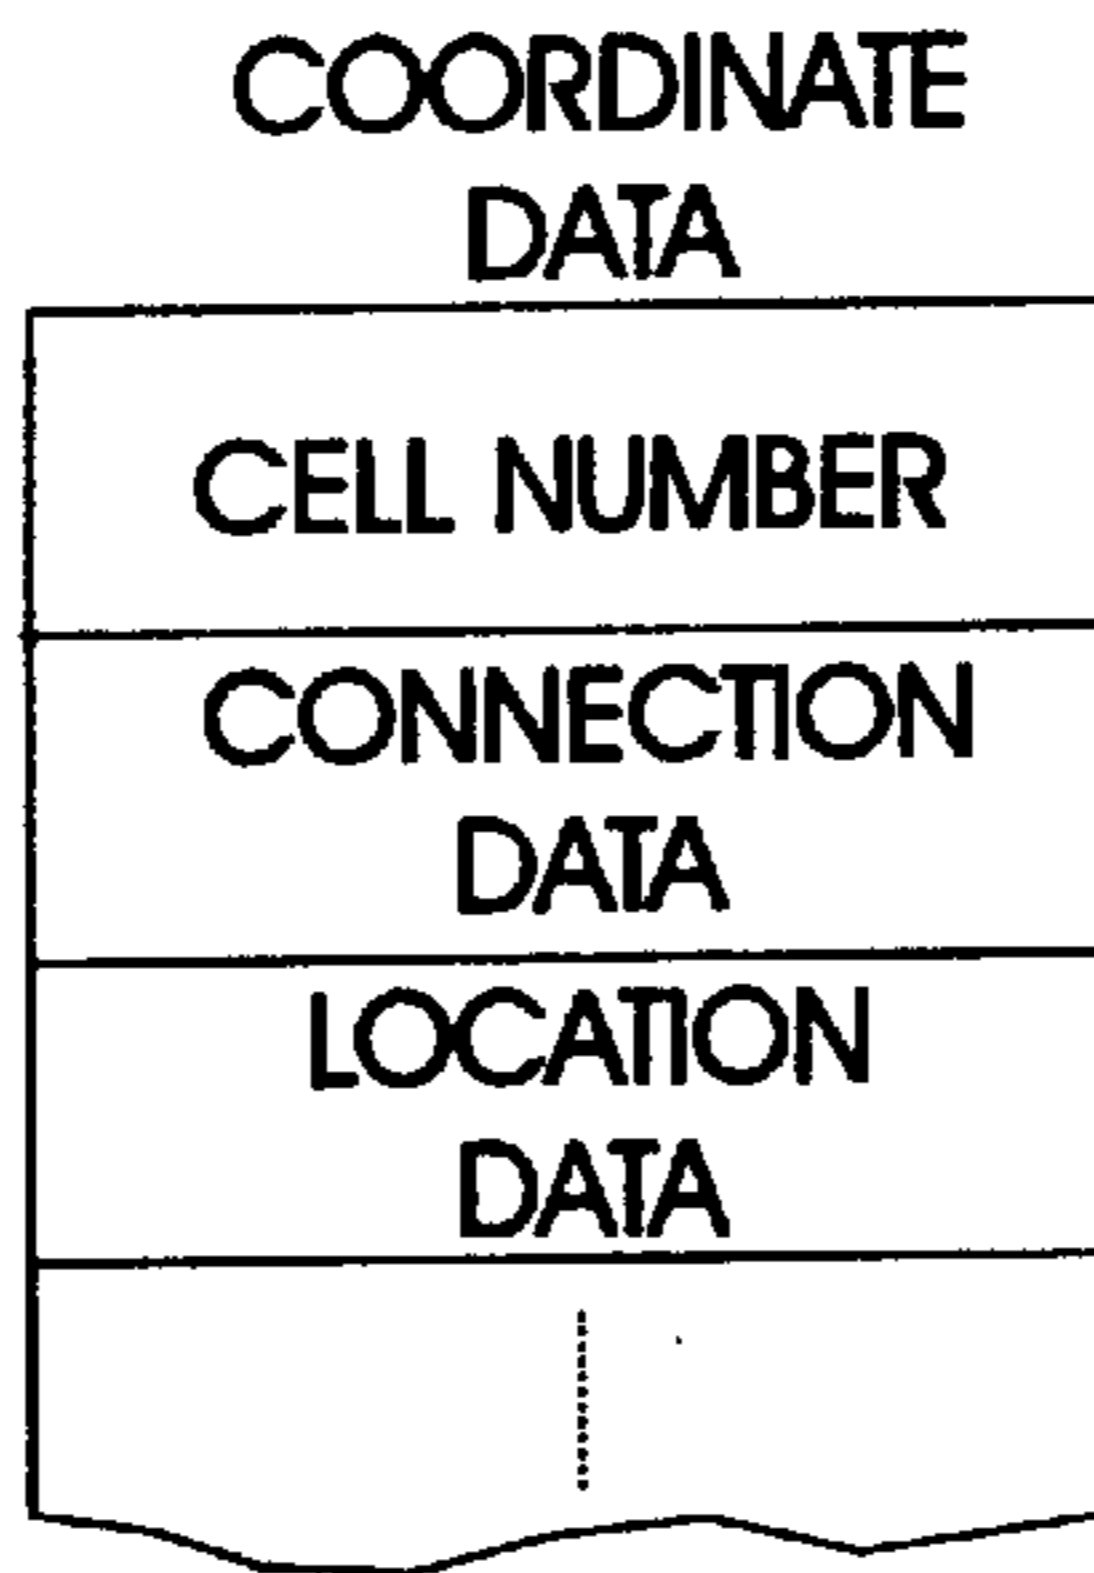 COORDINATE
DATA
CELL NUMBER
CONNECTION
DATA
LOCATION
DATA